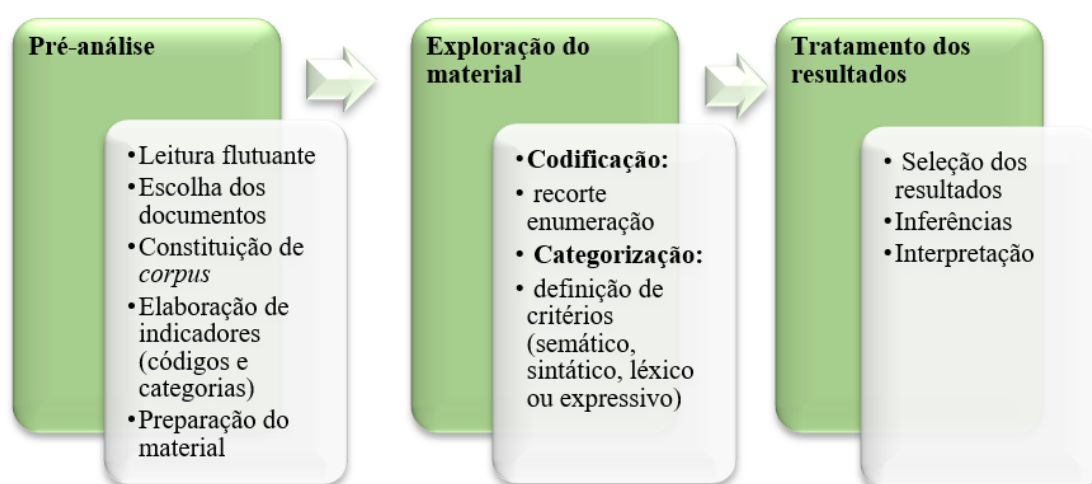 Pré-análise
•Leitura flutuante
•Escolha dos
documentos
•Constituição de
corpus
•Elaboração de
indicadores
(códigos e
categorias)
•Preparação do
material
Exploração do
material
•Codificação:
• recorte
enumeração
• Categorização:
• definição de
critérios
(semático,
sintático, léxico
ou expressivo)
Tratamento dos
resultados
• Seleção dos
resultados
•Inferências
•Interpretação